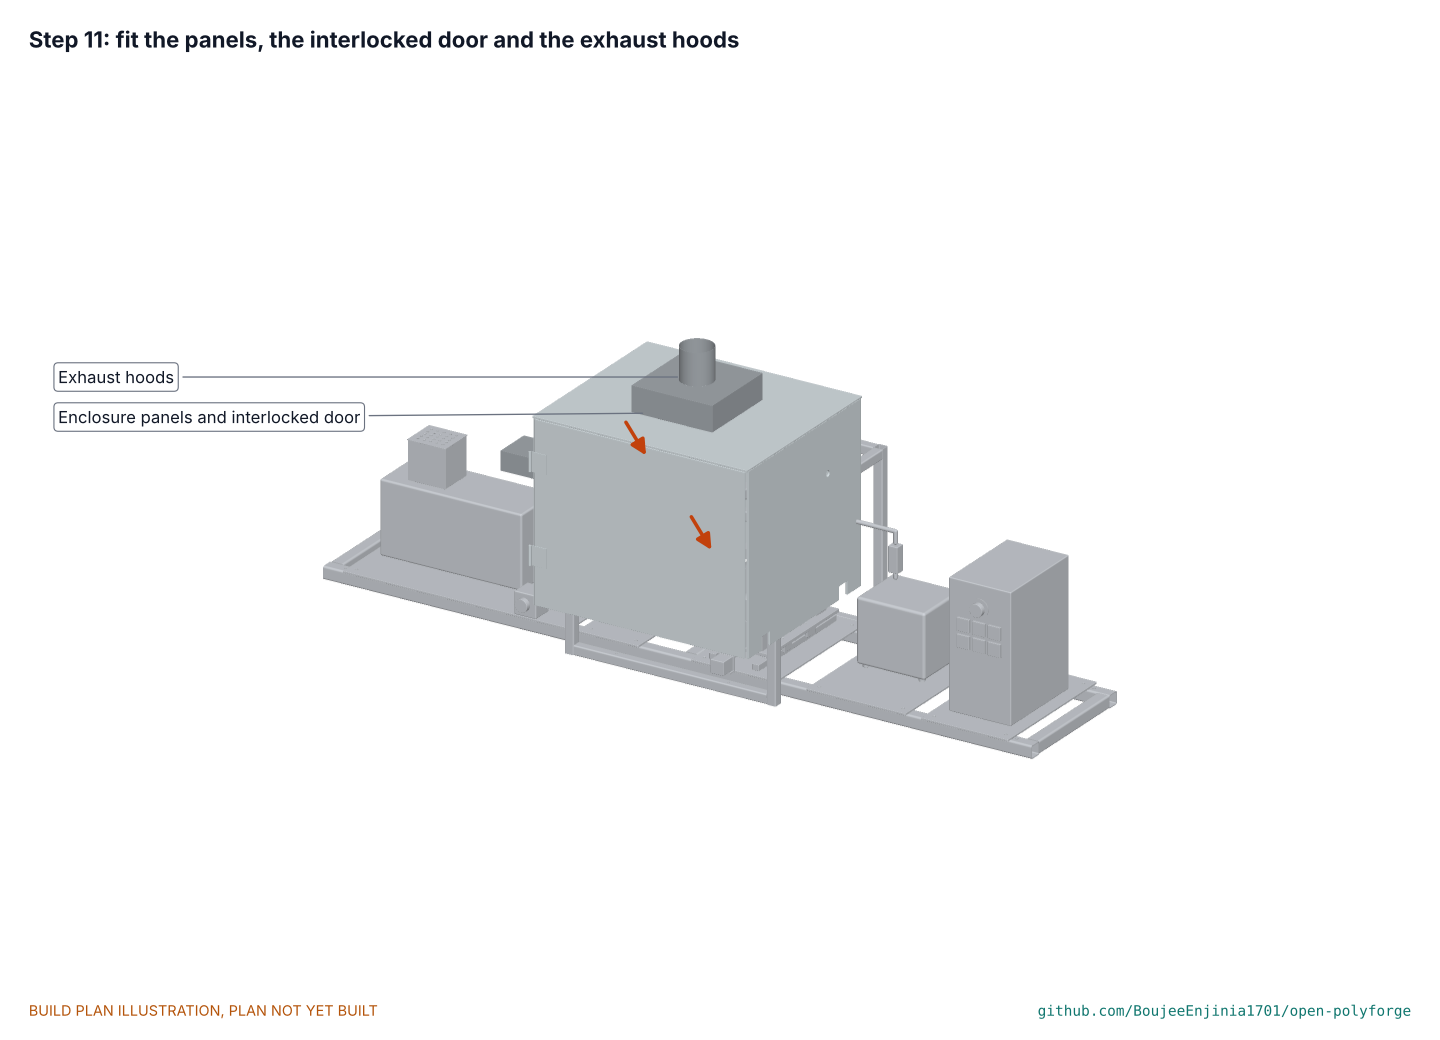 Step 11: fit the panels, the interlocked door and the exhaust hoods
Exhaust hoods
Enclosure panels and interlocked door
BUILD PLAN ILLUSTRATION, PLAN NOT YET BUILT
github.com/BoujeeEnjinia1701/open-polyforge